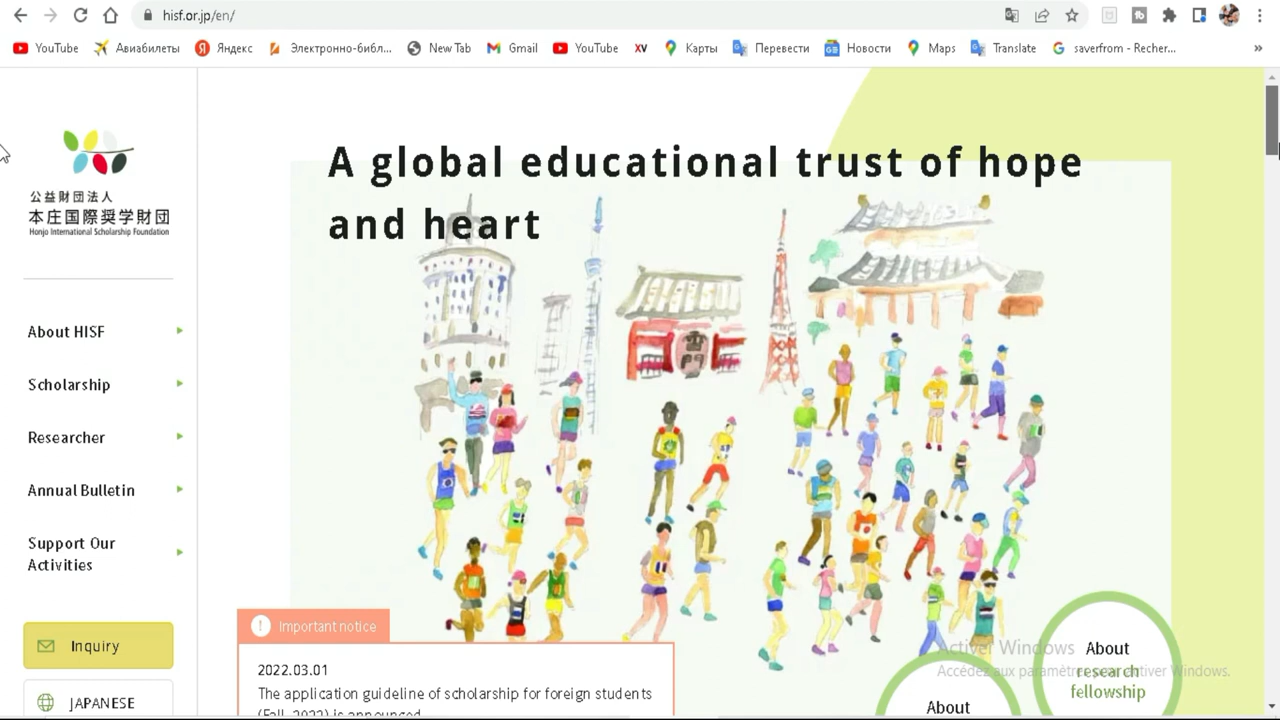 hisf.or.jp/en/
YouTube
Авиабилеты
Яндекс
Электронно-библ...
New Tab
Gmail
YouTube
XV
Карты
Перевести
Новости
Maps
Translate
saverfrom - Recher...
»
公益財団法人
本庄国際奨学財団
Honjo International Scholarship Foundation
About HISF
Scholarship
Researcher
Annual Bulletin
Support Our
Activities
Inquiry
JAPANESE
A global educational trust of hope
and heart
! Important notice
2022.03.01
The application guideline of scholarship for foreign students
(Fall, 2022) is announced
About
research
fellowship
About
Activer Windows
Accédez aux paramètres pour activer Windows.